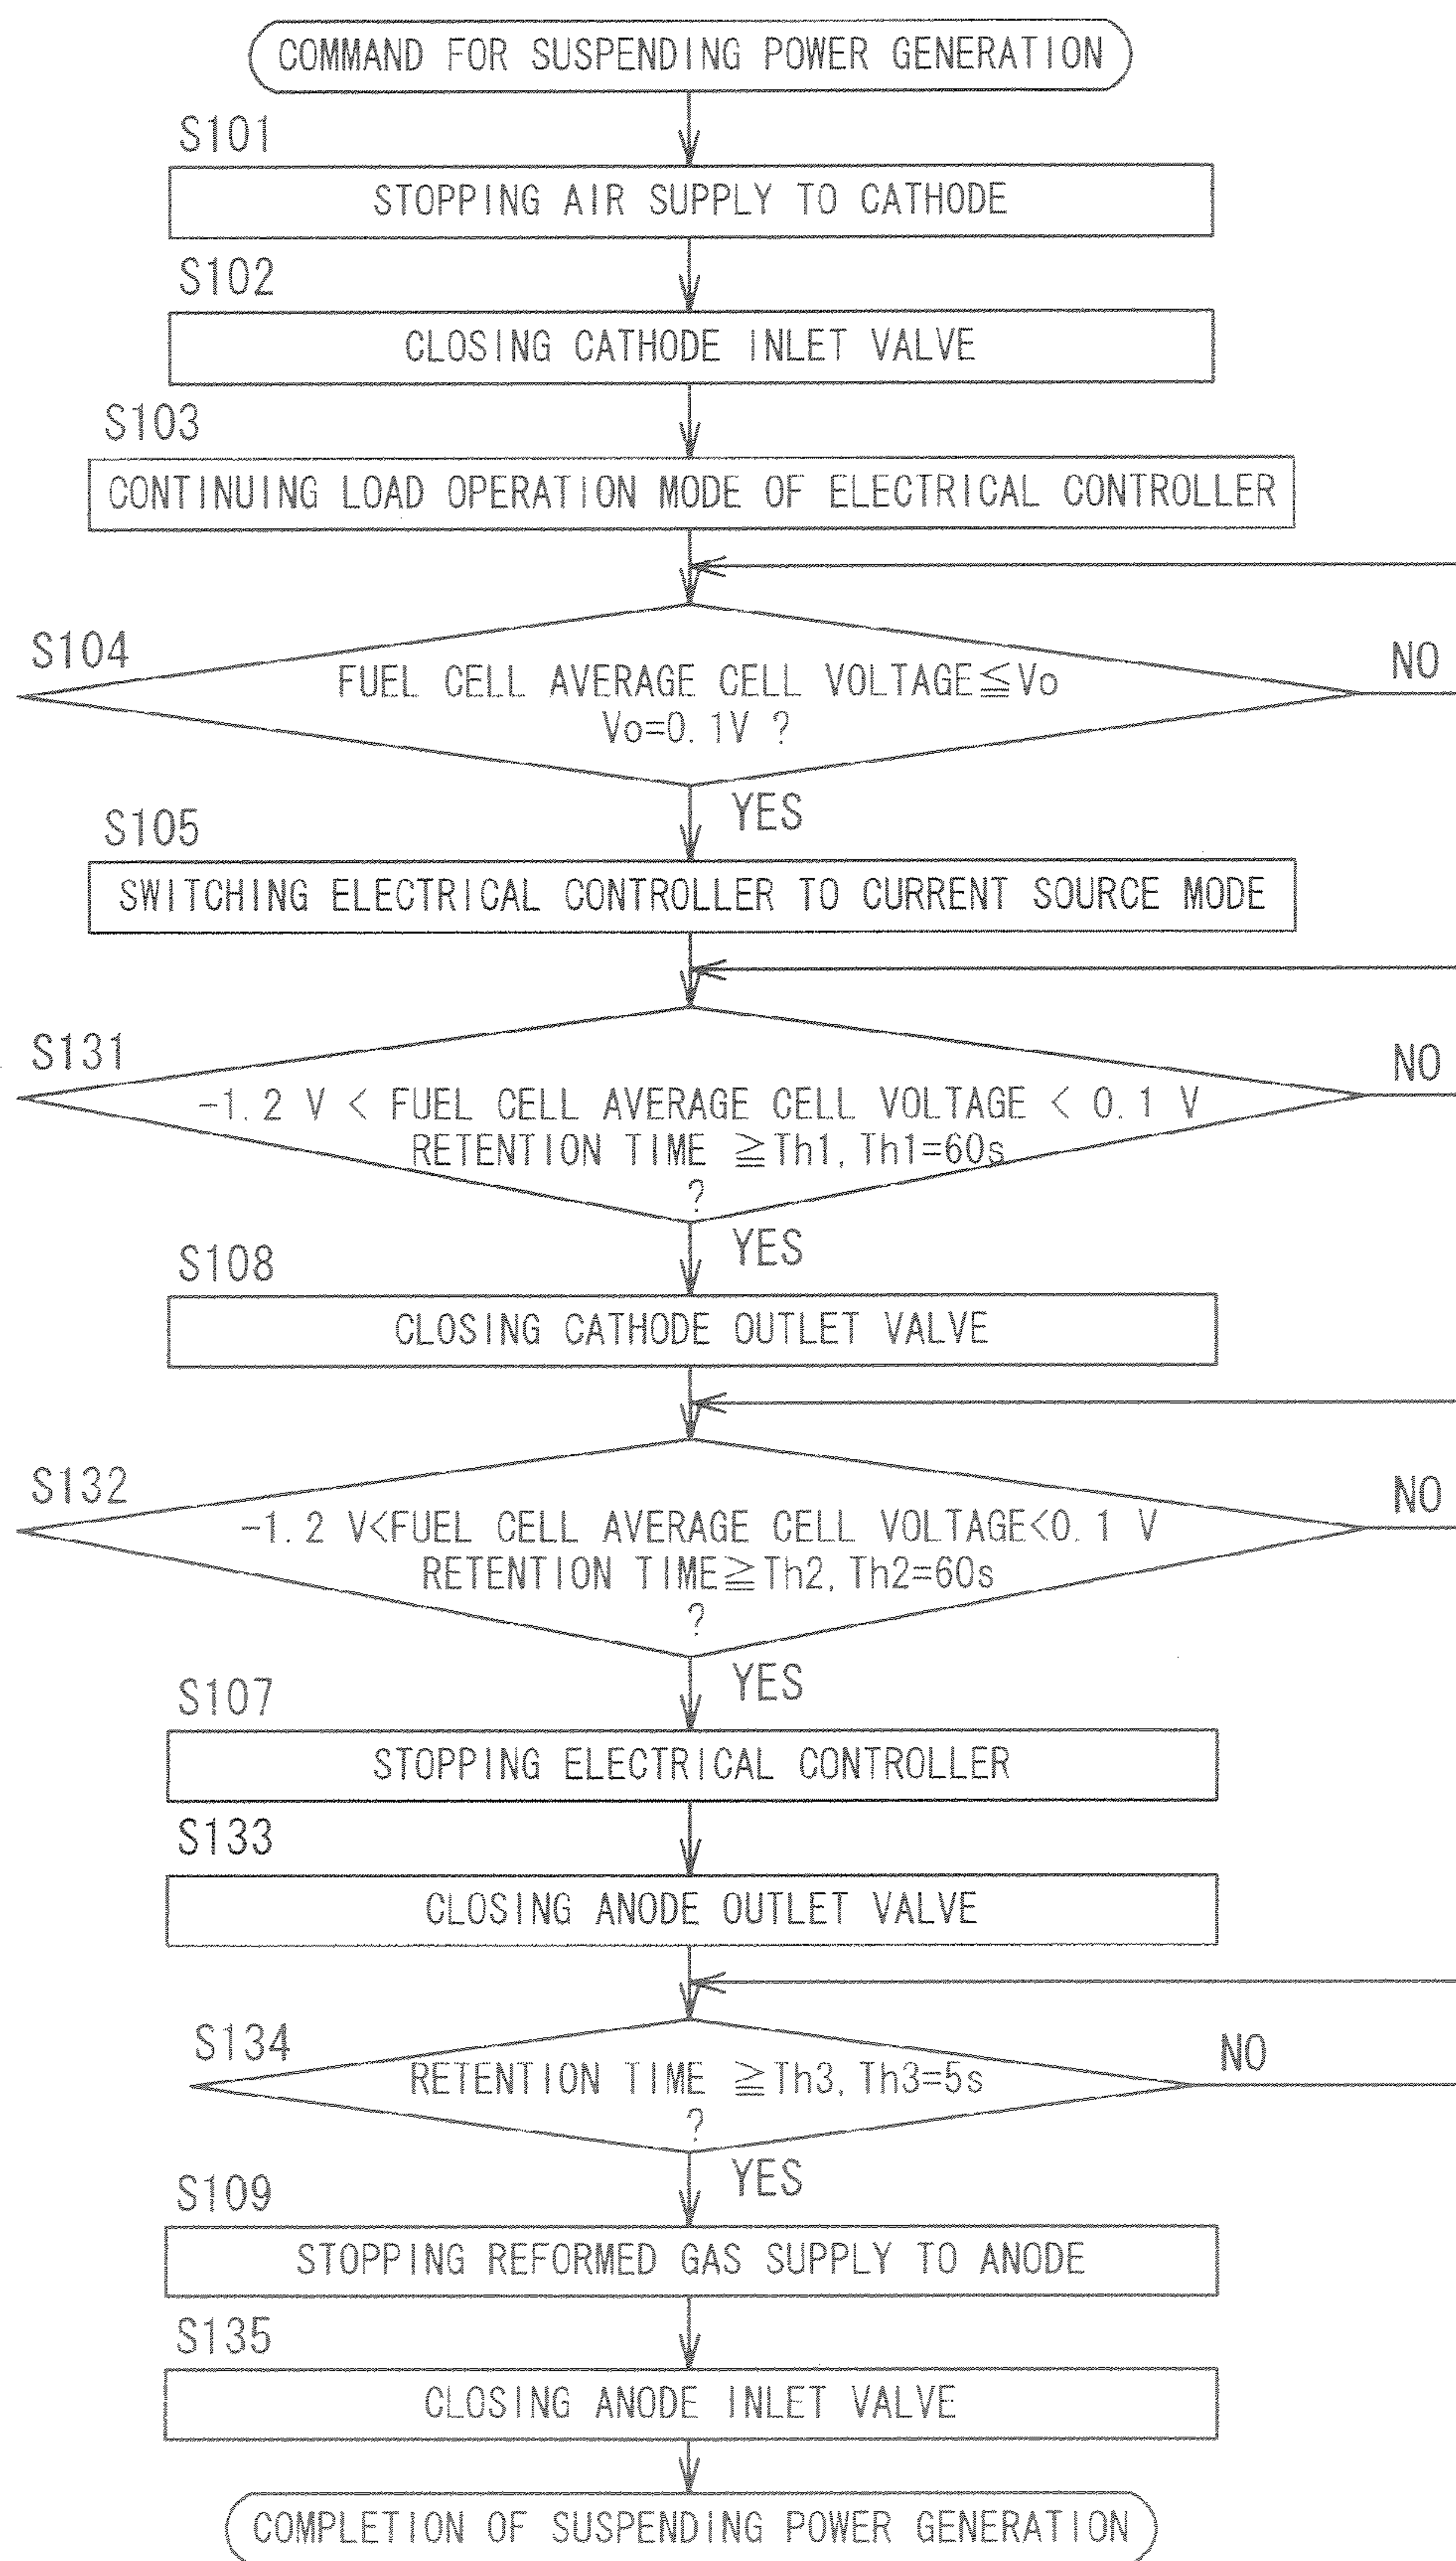 COMMAND FOR SUSPENDING POWER GENERATION
S101
STOPPING AIR SUPPLY TO CATHODE
S102
CLOSING CATHODE INLET VALVE
S103
CONTINUING LOAD OPERATION MODE OF ELECTRICAL CONTROLLER
S104
NO
FUEL CELL AVERAGE CELL VOLTAGE≦Vo
Vo=0.1V ?
YES
S105
SWITCHING ELECTRICAL CONTROLLER TO CURRENT SOURCE MODE
S131
NO
-1.2 V < FUEL CELL AVERAGE CELL VOLTAGE < 0.1 V
RETENTION TIME ≧Th1, Th1=60s
?
YES
S108
CLOSING CATHODE OUTLET VALVE
S132
NO
-1.2 V<FUEL CELL AVERAGE CELL VOLTAGE<0.1 V
RETENTION TIME≧Th2, Th2=60s
?
YES
S107
STOPPING ELECTRICAL CONTROLLER
S133
CLOSING ANODE OUTLET VALVE
S134
NO
RETENTION TIME ≧Th3, Th3=5s
?
YES
S109
STOPPING REFORMED GAS SUPPLY TO ANODE
S135
CLOSING ANODE INLET VALVE
COMPLETION OF SUSPENDING POWER GENERATION